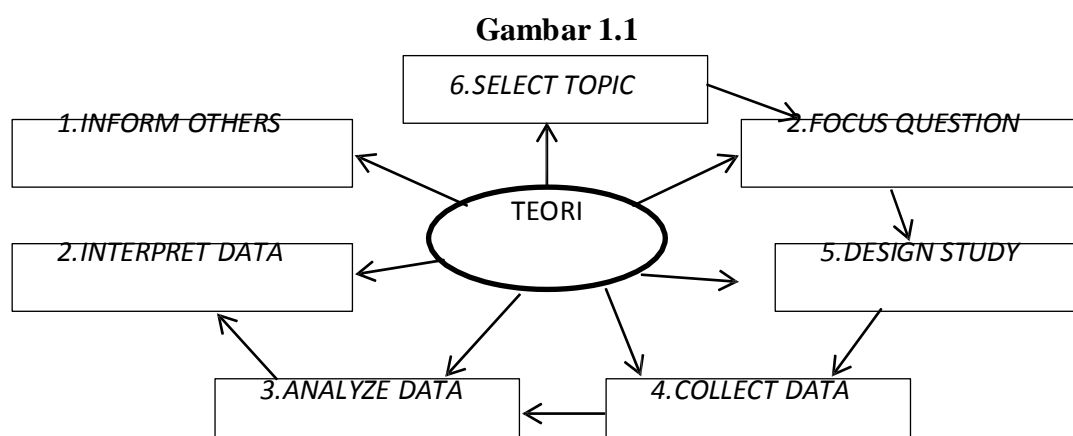 Gambar 1.1
6.SELECT TOPIC
1.INFORM OTHERS
2.FOCUS QUESTION
TEORI
2.INTERPRET DATA
5.DESIGN STUDY
3.ANALYZE DATA
4.COLLECT DATA